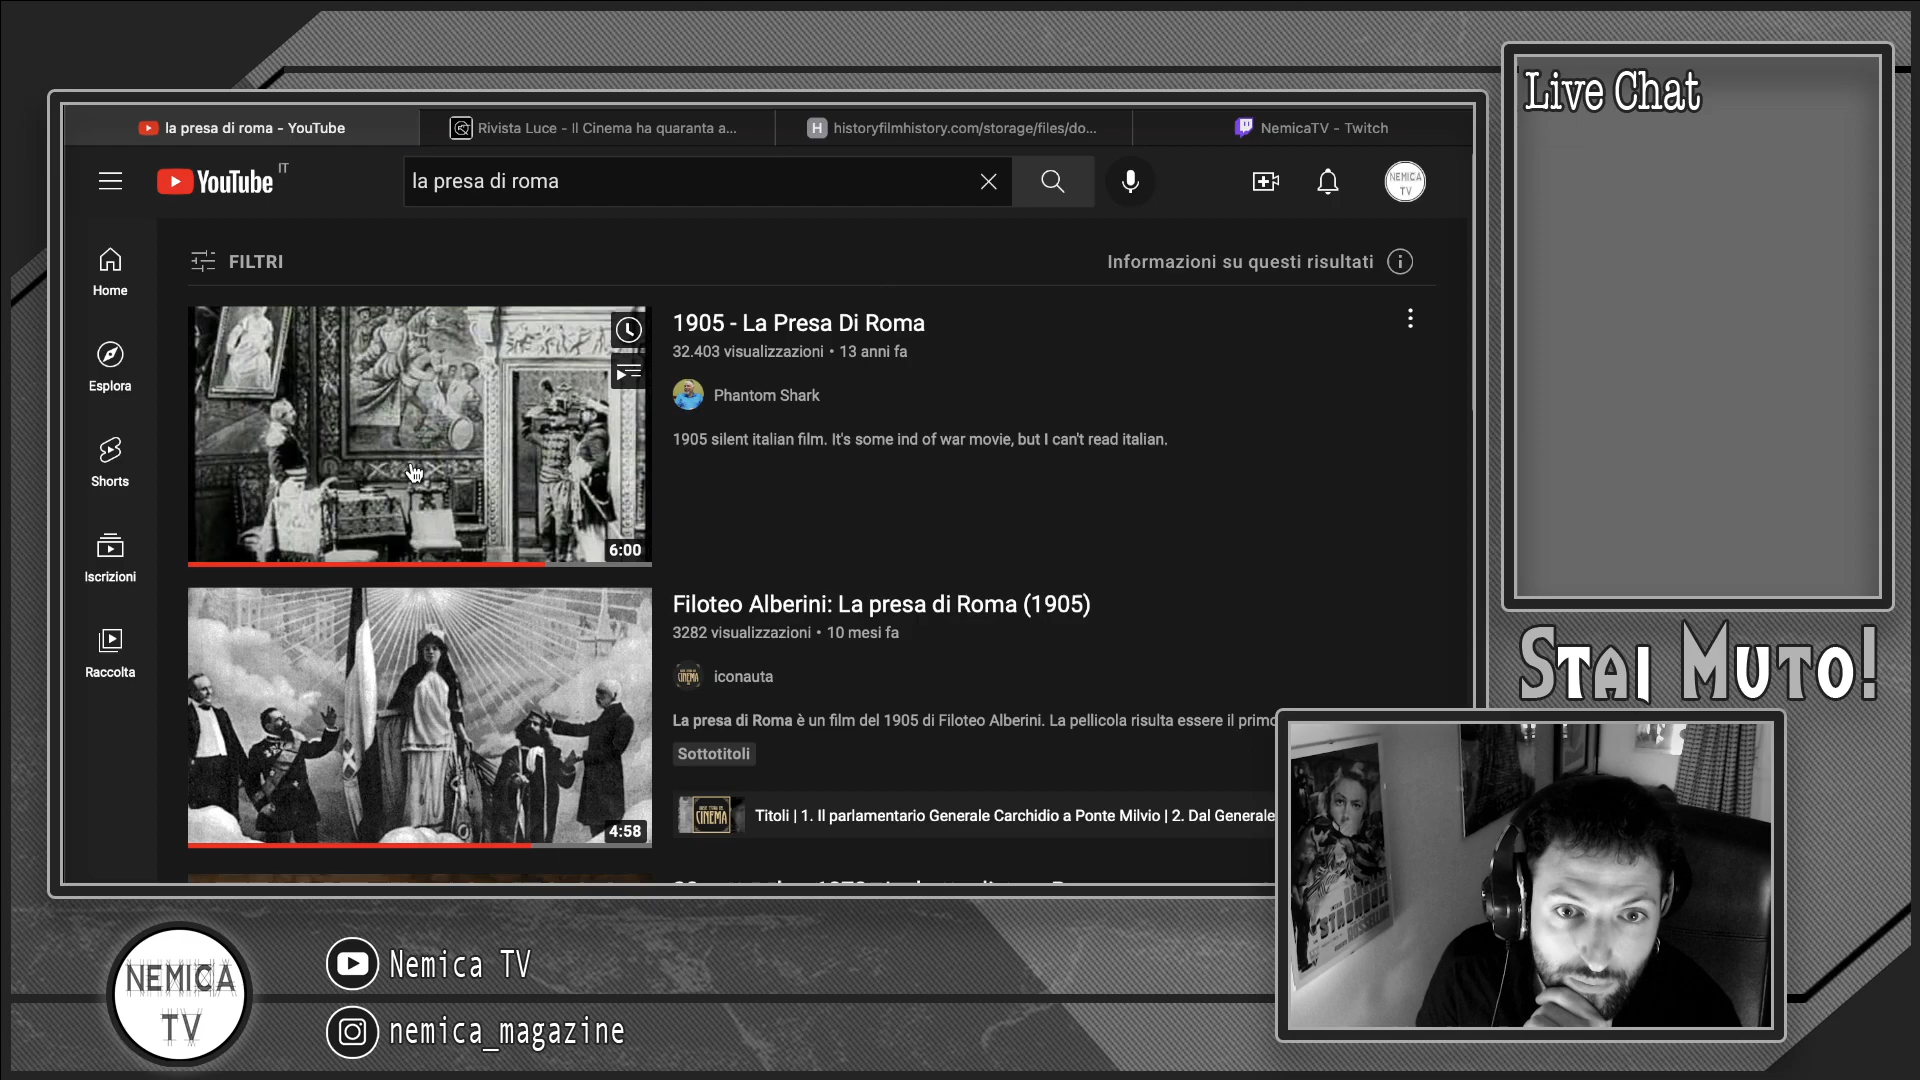 Live Chat
la presa di roma - YouTube
Rivista Luce - Il Cinema ha quaranta a...
H historyfilmhistory.com/storage/files/do...
NemicaTV - Twitch
YouTube IT
la presa di roma
NEMICA
TV
FILTRI
Informazioni su questi risultati
Home
Esplora
Shorts
Iscrizioni
Raccolta
1905 - La Presa Di Roma
32.403 visualizzazioni • 13 anni fa
Phantom Shark
1905 silent italian film. It's some ind of war movie, but I can't read italian.
6:00
Filoteo Alberini: La presa di Roma (1905)
3282 visualizzazioni • 10 mesi fa
iconauta
La presa di Roma è un film del 1905 di Filoteo Alberini. La pellicola risulta essere il primo
Sottotitoli
CINEMA
Titoli | 1. Il parlamentario Generale Carchidio a Ponte Milvio | 2. Dal Generale
4:58
Stai Muto!
NEMICA
TV
Nemica TV
nemica_magazine